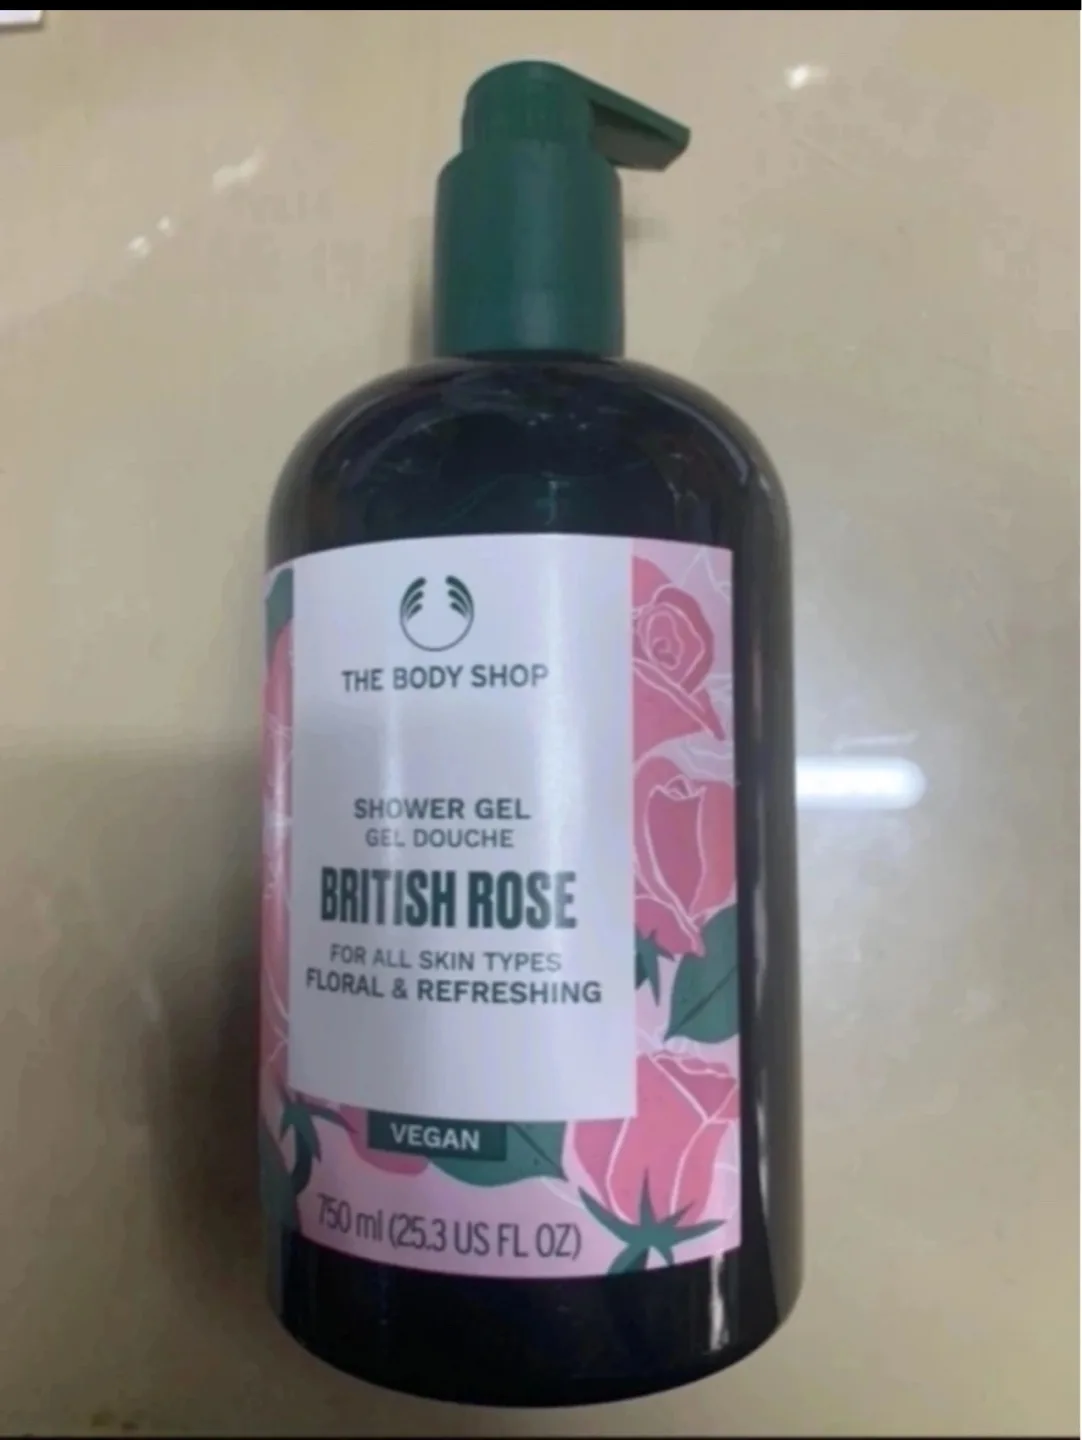 THE BODY SHOP
SHOWER GEL
GEL DOUCHE
BRITISH ROSE
FOR ALL SKIN TYPES
FLORAL & REFRESHING
VEGAN
750 ml (25.3 US FL OZ)